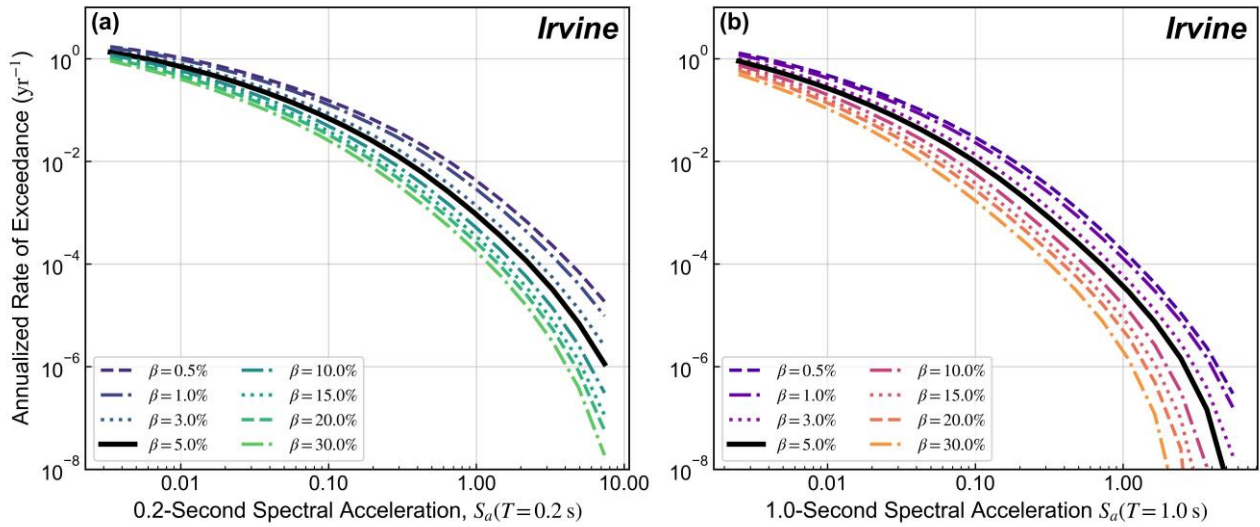 (a)
Irvine
Annualized Rate of Exceedance (yr⁻¹)
10⁰
10⁻²
10⁻⁴
10⁻⁶
10⁻⁸
β = 0.5%
β = 1.0%
β = 3.0%
β = 5.0%
β = 10.0%
β = 15.0%
β = 20.0%
β = 30.0%
0.01
0.10
1.00
10.00
0.2-Second Spectral Acceleration, Sₐ(T = 0.2 s)
(b)
Irvine
10⁰
10⁻²
10⁻⁴
10⁻⁶
10⁻⁸
β = 0.5%
β = 1.0%
β = 3.0%
β = 5.0%
β = 10.0%
β = 15.0%
β = 20.0%
β = 30.0%
0.01
0.10
1.00
1.0-Second Spectral Acceleration Sₐ(T = 1.0 s)